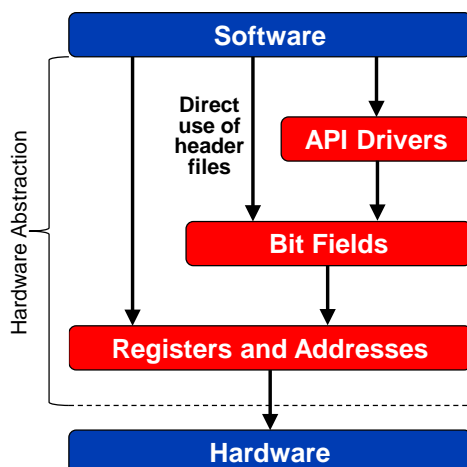 Software
Direct
use of
header
files
API Drivers
Hardware Abstraction
Bit Fields
Registers and Addresses
Hardware